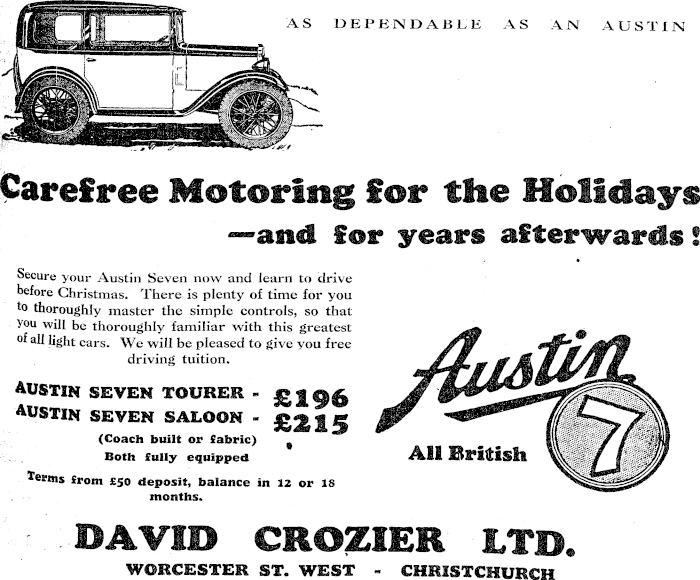 AS DEPENDABLE AS AN AUSTIN
Carefree Motoring for the Holidays
—and for years afterwards!
Secure your Austin Seven now and learn to drive
before Christmas. There is plenty of time for you
to thoroughly master the simple controls, so that
you will be thoroughly familiar with this greatest
of all light cars. We will be pleased to give you free
driving tuition.
AUSTIN SEVEN TOURER - £196
AUSTIN SEVEN SALOON - £215
(Coach built or fabric)
Both fully equipped
Terms from £50 deposit, balance in 12 or 18
months.
Austin
7
All British
DAVID CROZIER LTD.
WORCESTER ST. WEST - CHRISTCHURCH